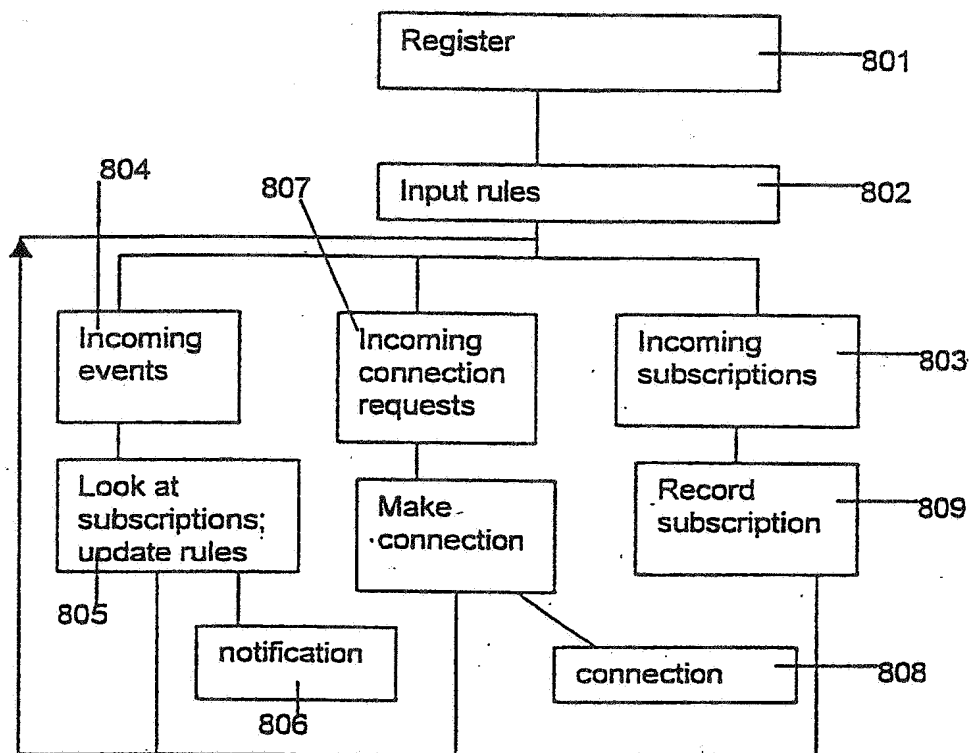 Register
801
Input rules
802
804
807
Incoming
events
Incoming
connection
requests
Incoming
subscriptions
803
Look at
subscriptions;
update rules
805
Make
connection
Record
subscription
809
notification
806
connection
808